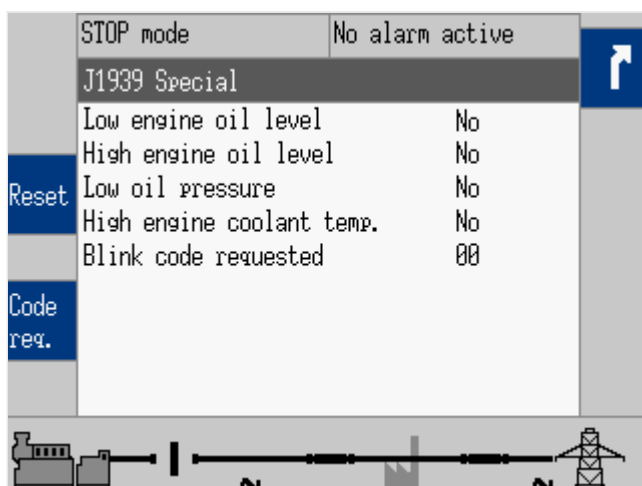 STOP mode No alarm active
J1939 Special
Low engine oil level No
High engine oil level No
Reset Low oil pressure No
High engine coolant temp. No
Blink code requested 00
Code
req.